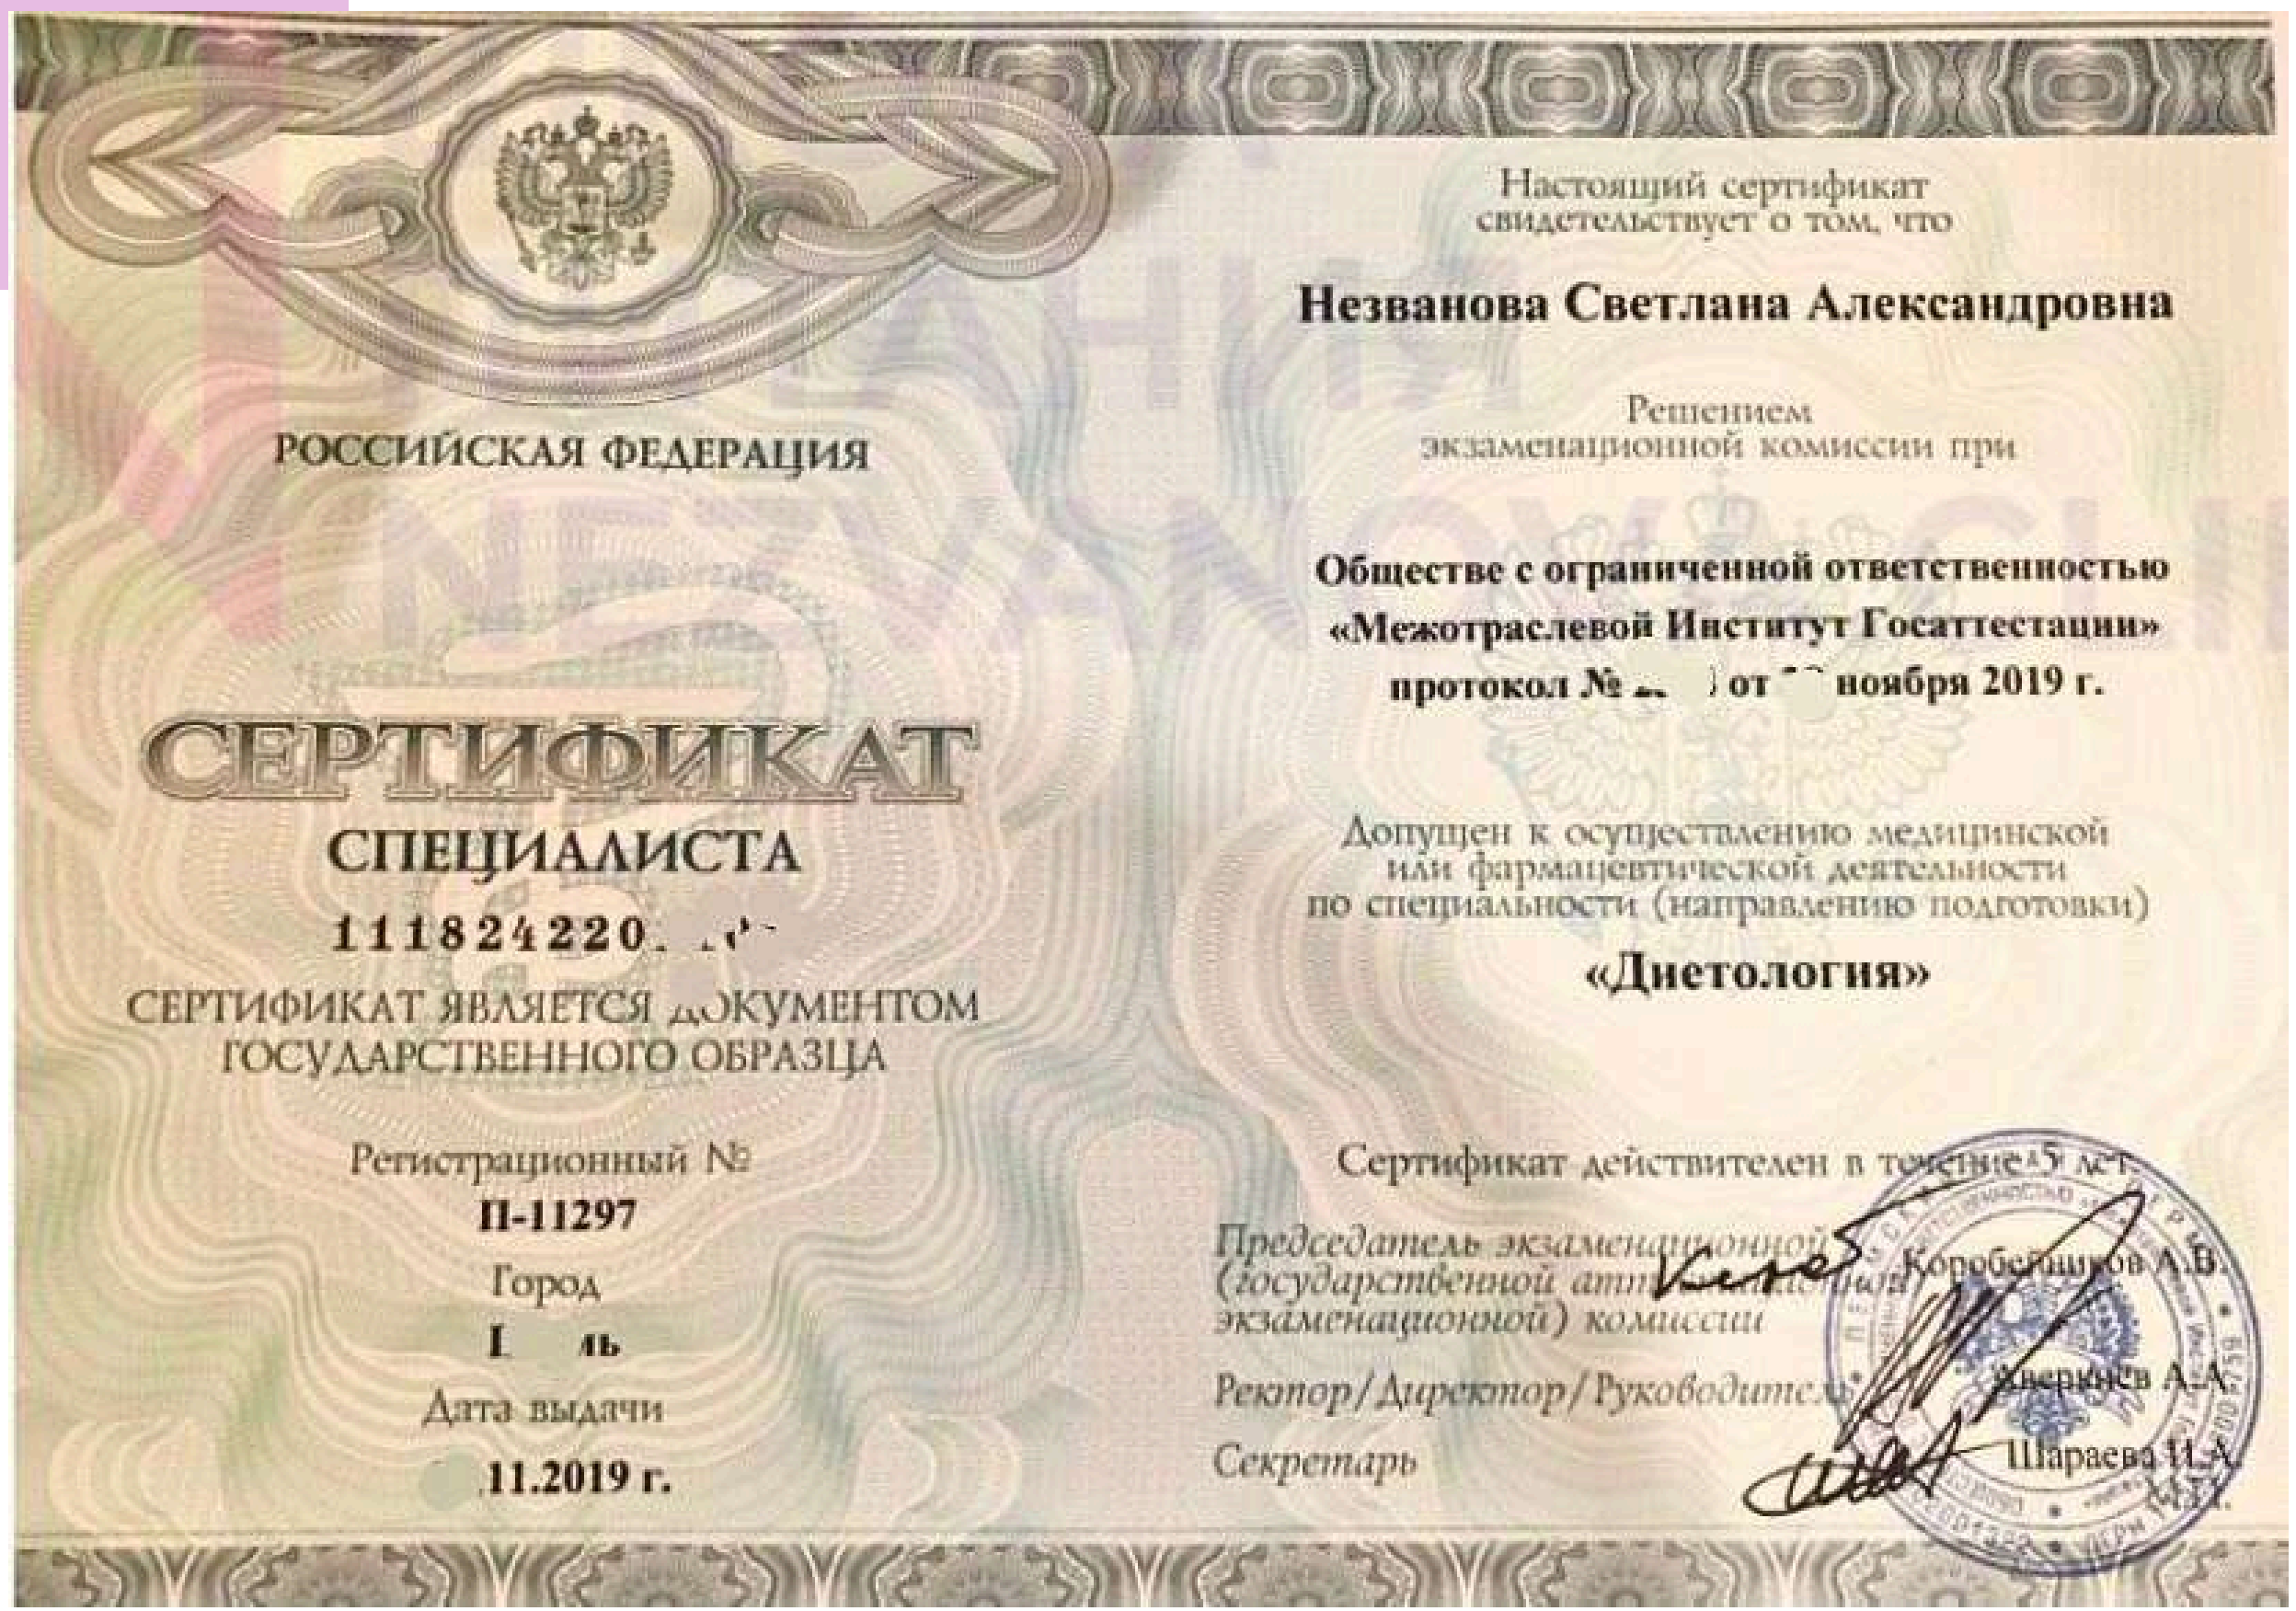 РОССИЙСКАЯ ФЕДЕРАЦИЯ
СЕРТИФИКАТ
СПЕЦИАЛИСТА
111824220
СЕРТИФИКАТ ЯВЛЯЕТСЯ ДОКУМЕНТОМ
ГОСУДАРСТВЕННОГО ОБРАЗЦА
Регистрационный №
П-11297
Город
Дата выдачи
11.2019 г.
Настоящий сертификат
свидетельствует о том, что
Незванова Светлана Александровна
Решением
экзаменационной комиссии при
Обществе с ограниченной ответственностью
«Межотраслевой Институт Госаттестации»
протокол № от ноября 2019 г.
Допущен к осуществлению медицинской
или фармацевтической деятельности
по специальности (направлению подготовки)
«Диетология»
Сертификат действителен в течение 5 лет.
Председатель экзаменационной
(государственной
экзаменационной) комиссии
Коробейников А.В.
Ректор/Директор/Руководитель
Аверкиев А.А.
Секретарь
Шараева И.А.